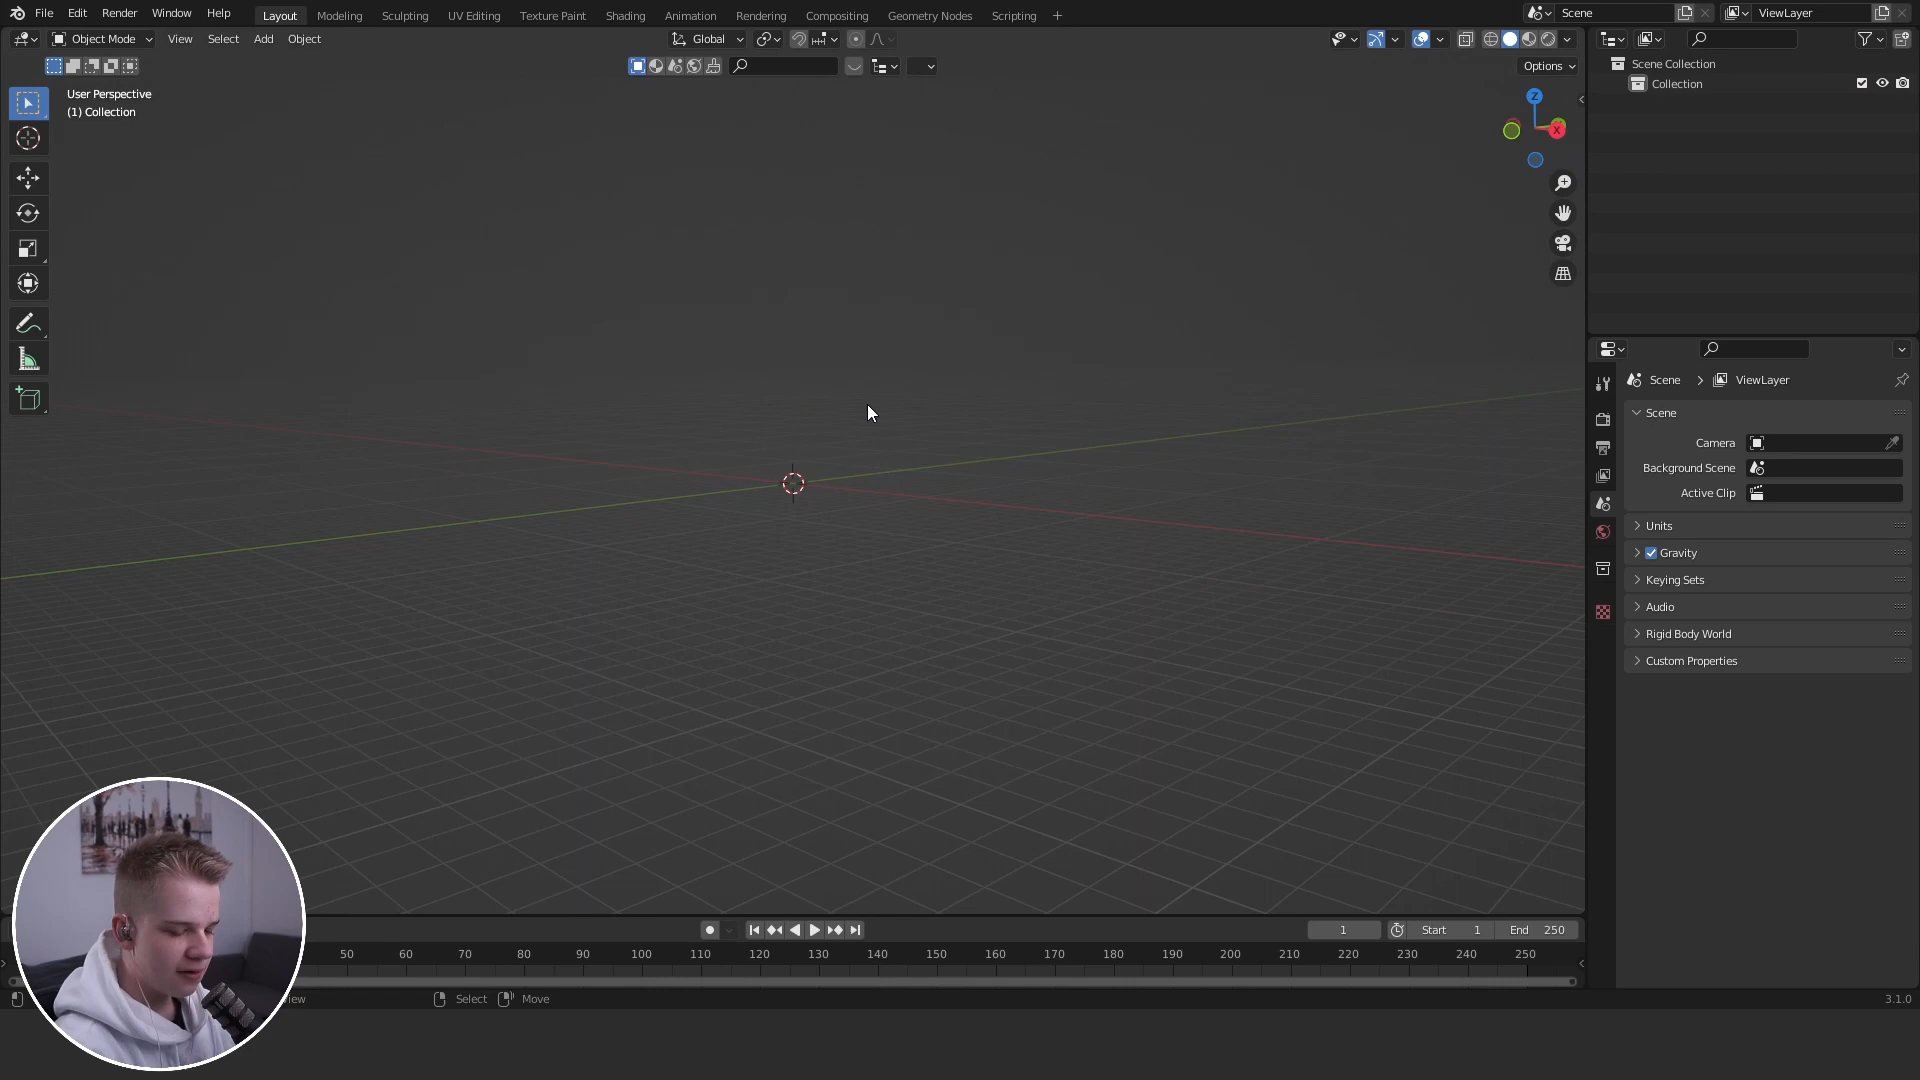 File Edit Render Window Help Layout Modeling Sculpting UV Editing Texture Paint Shading Animation Rendering Compositing Geometry Nodes Scripting + Scene ViewLayer
Object Mode View Select Add Object Global
Options
User Perspective
(1) Collection
Z
X
Scene Collection
Collection
Scene > ViewLayer
Scene
Camera
Background Scene
Active Clip
Units
Gravity
Keying Sets
Audio
Rigid Body World
Custom Properties
1 Start 1 End 250
50 60 70 80 90 100 110 120 130 140 150 160 170 180 190 200 210 220 230 240 250
Select Move 3.1.0